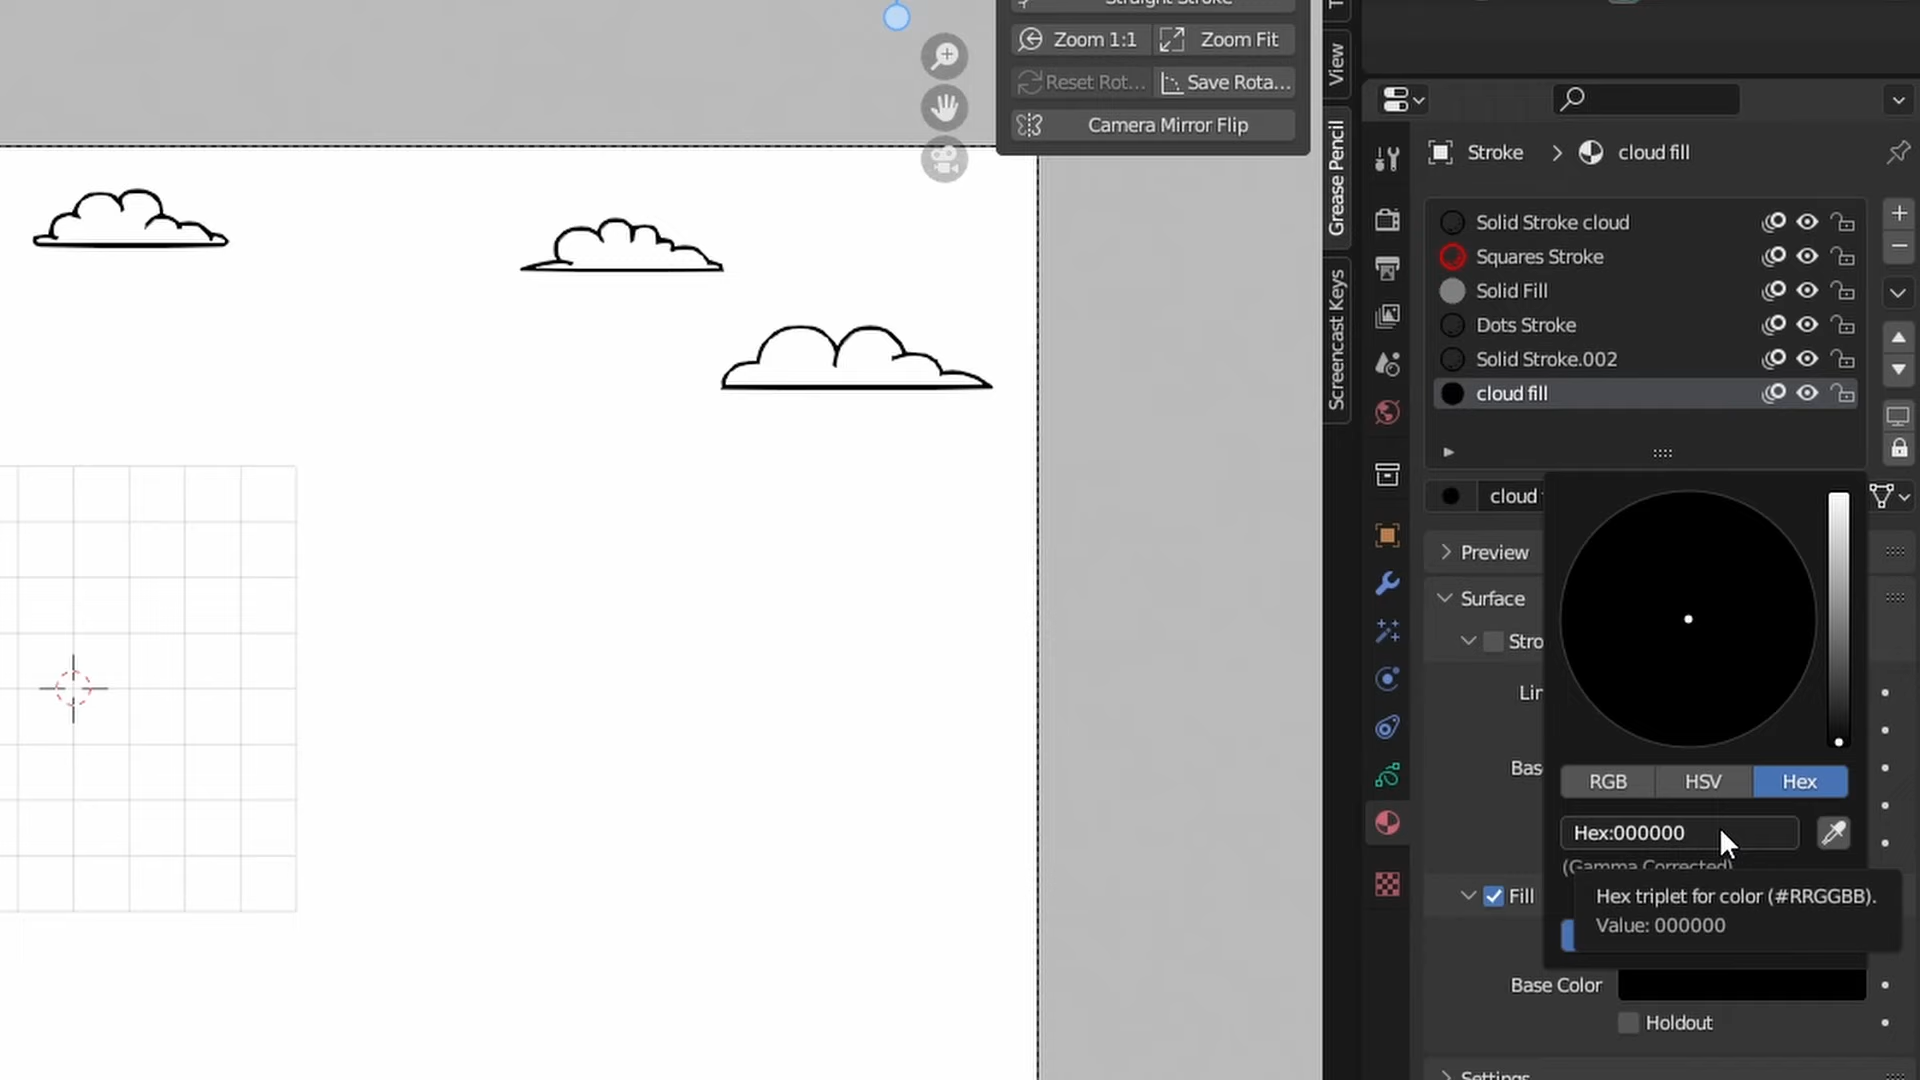 Straight Stroke
Zoom 1:1
Zoom Fit
Reset Rot...
Save Rota...
Camera Mirror Flip
View
Grease Pencil
Screencast Keys
Stroke
cloud fill
Solid Stroke cloud
Squares Stroke
Solid Fill
Dots Stroke
Solid Stroke.002
cloud fill
cloud
Preview
Surface
Stro
Lin
Bas
RGB
HSV
Hex
Hex:000000
(Gamma Corrected)
Fill
Hex triplet for color (#RRGGBB).
Value: 000000
Base Color
Holdout
Settings